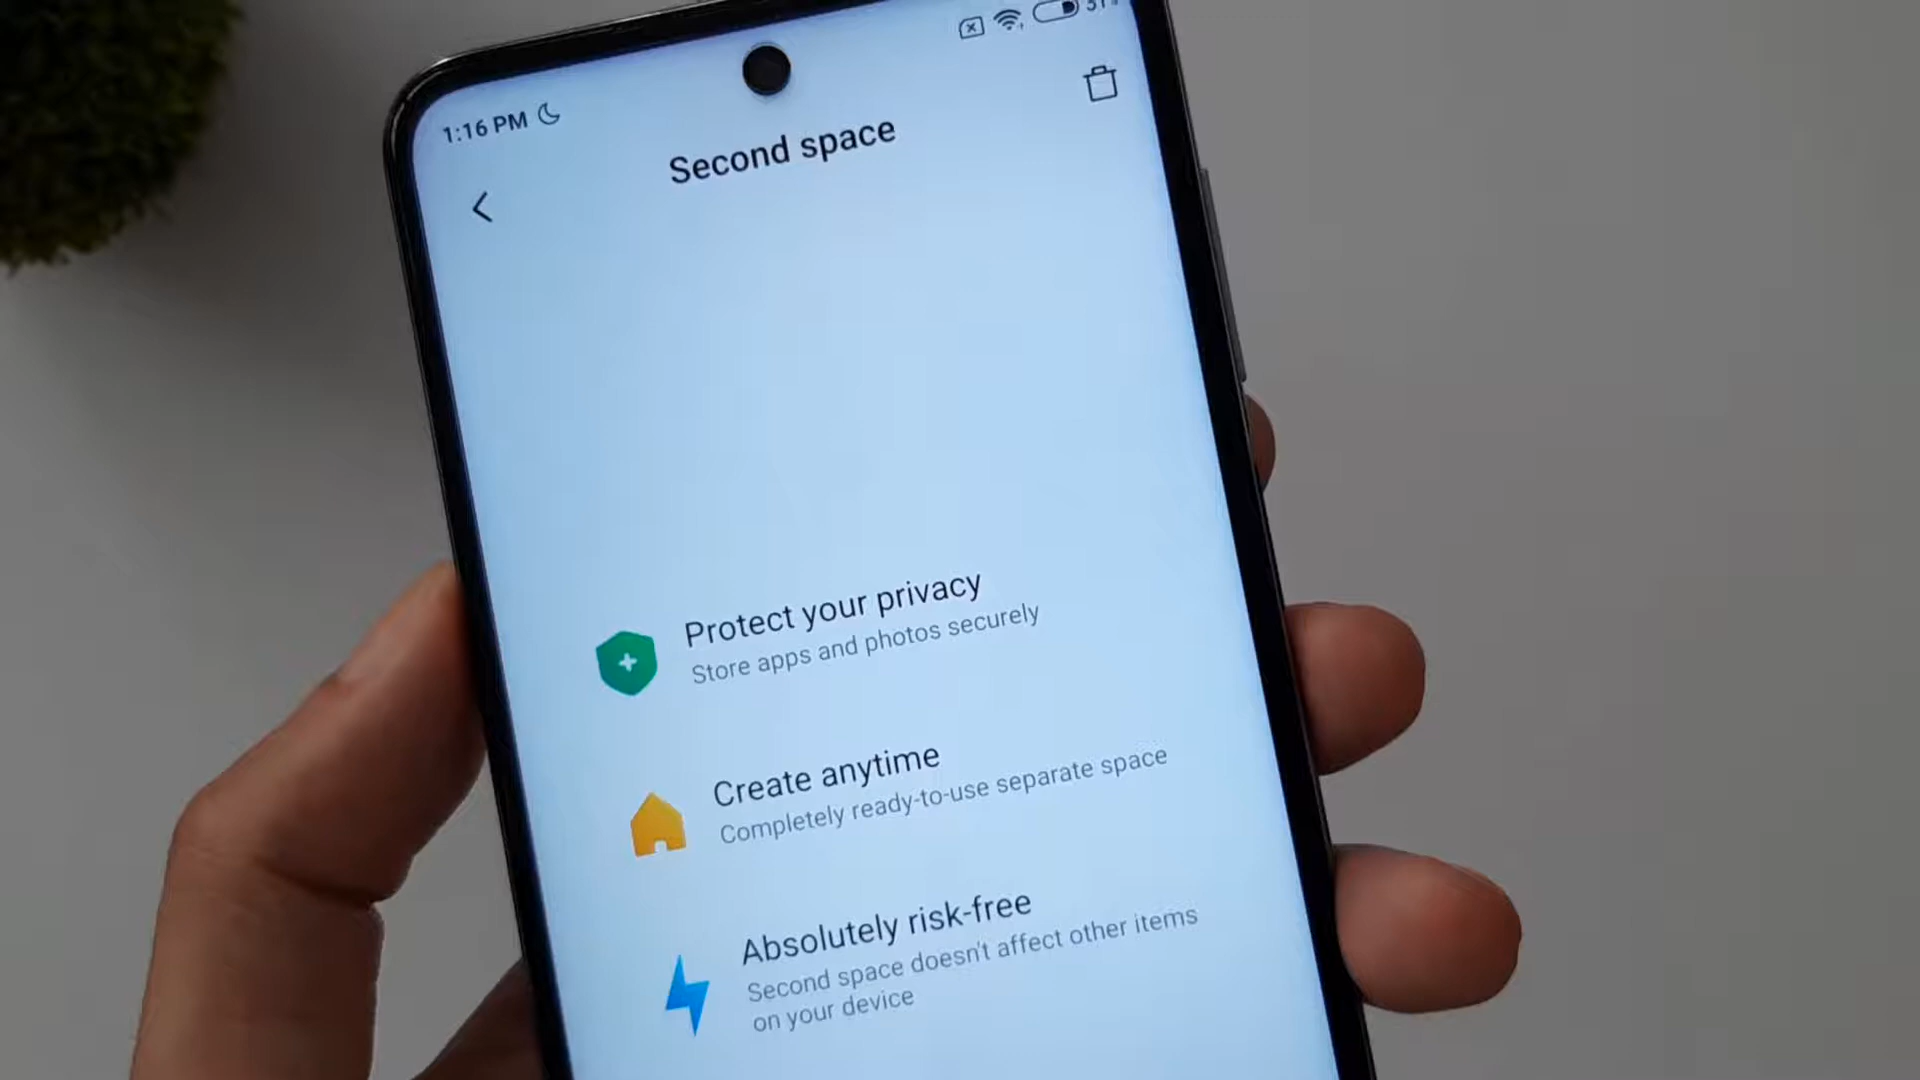 1:16 PM
Second space
Protect your privacy
Store apps and photos securely
Create anytime
Completely ready-to-use separate space
Absolutely risk-free
Second space doesn't affect other items
on your device